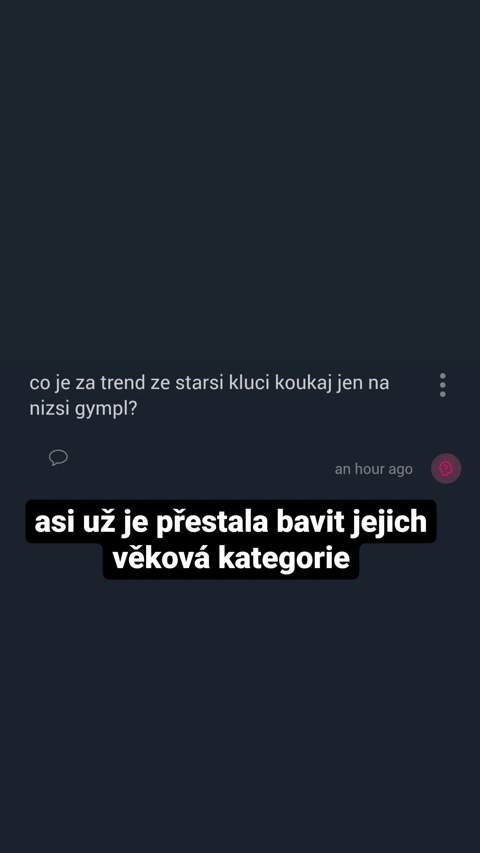 co je za trend ze starsi kluci koukaj jen na
nizsi gympl?
an hour ago
asi už je přestala bavit jejich
věková kategorie